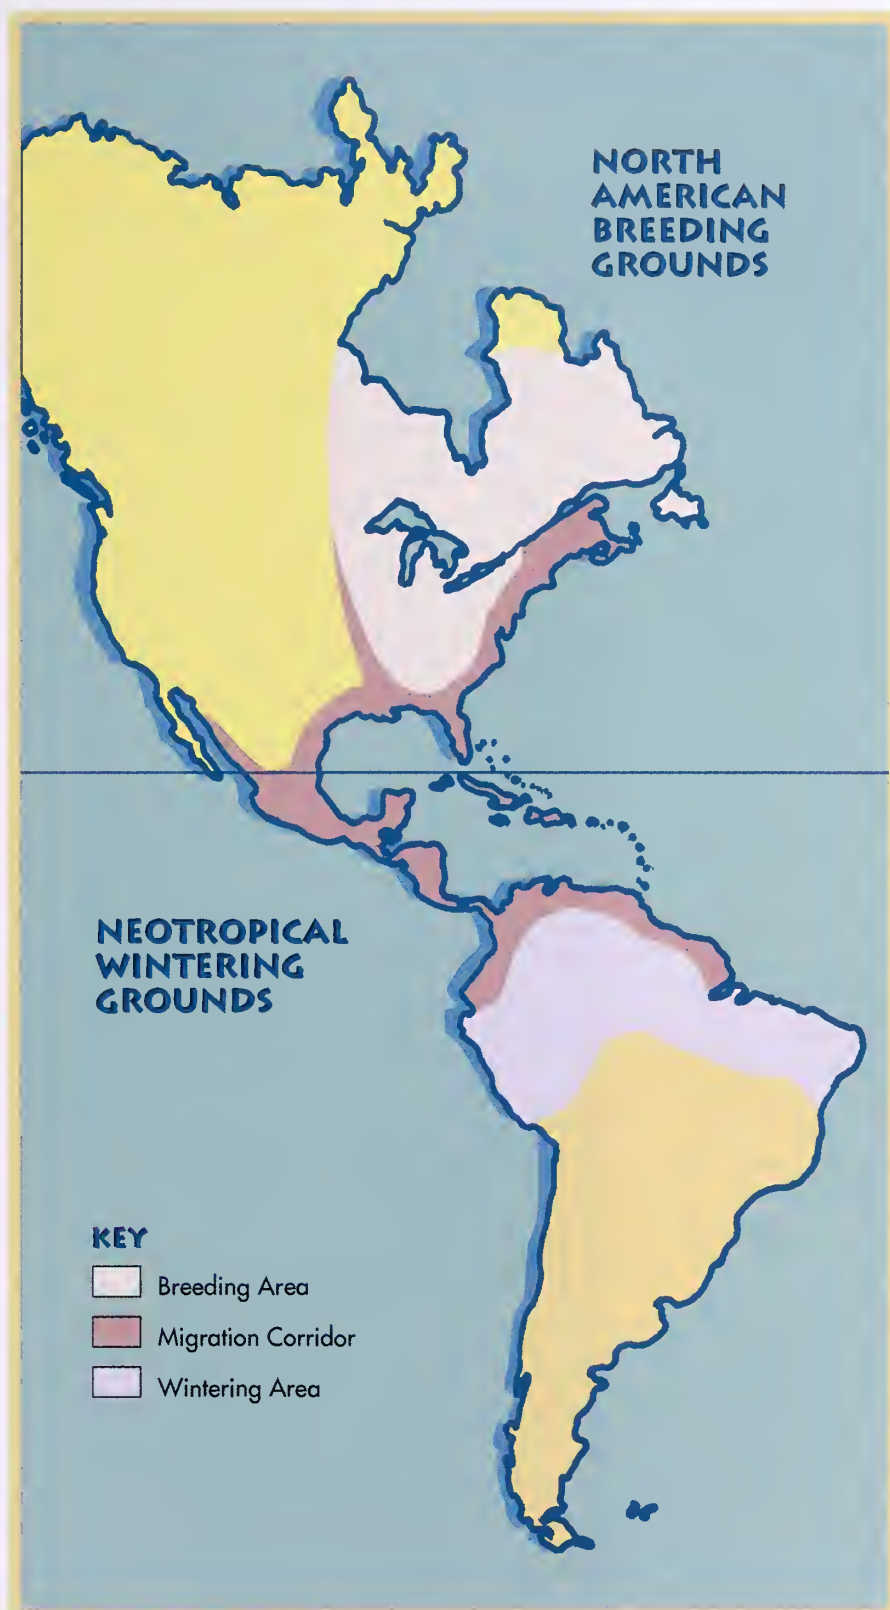 NORTH
AMERICAN
BREEDING
GROUNDS
NEOTROPICAL
WINTERING
GROUNDS
KEY
Breeding Area
Migration Corridor
Wintering Area